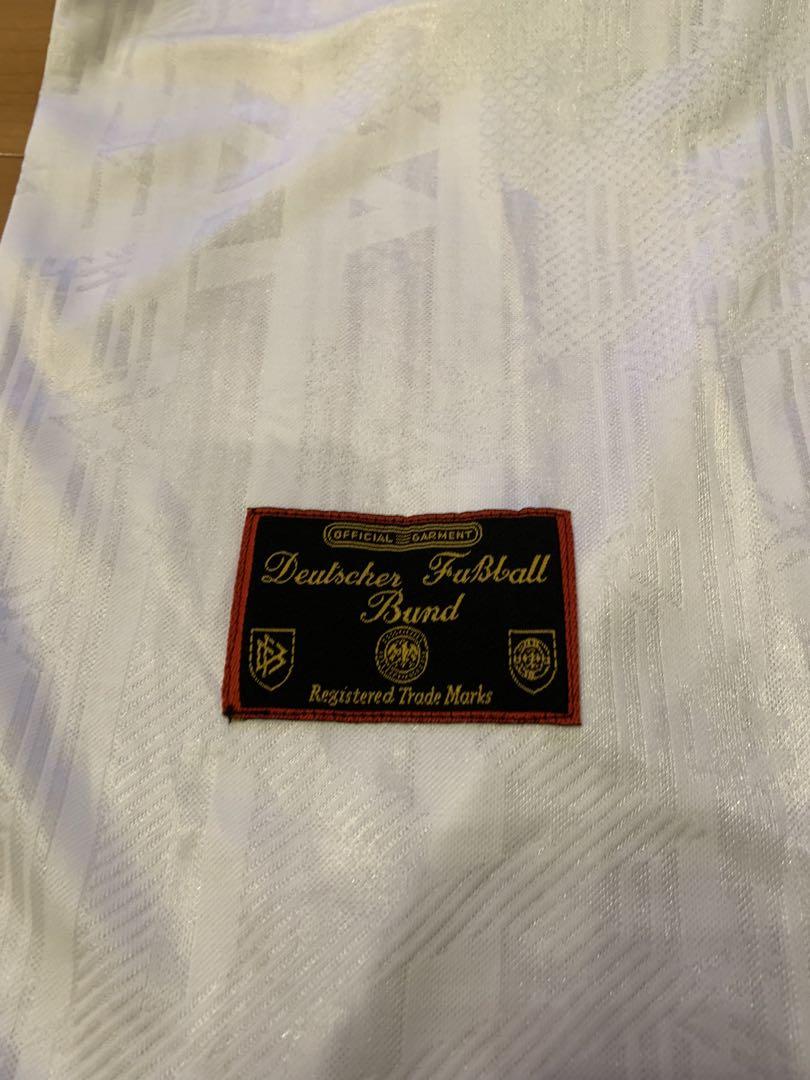 OFFICIAL GARMENT
Deutscher Fußball
Bund
Registered Trade Marks